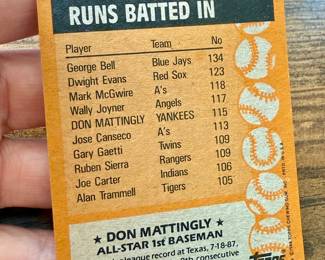 RUNS BATTED IN
Player Team No
George Bell Blue Jays 134
Dwight Evans Red Sox 123
Mark McGwire A's 118
Wally Joyner Angels 117
DON MATTINGLY YANKEES 115
Jose Canseco A's 113
Gary Gaetti Twins 109
Ruben Sierra Rangers 109
Joe Carter Indians 106
Alan Trammell Tigers 105
★ DON MATTINGLY ★
ALL-STAR 1st BASEMAN
league record at Texas, 7-18-87,
consecutive